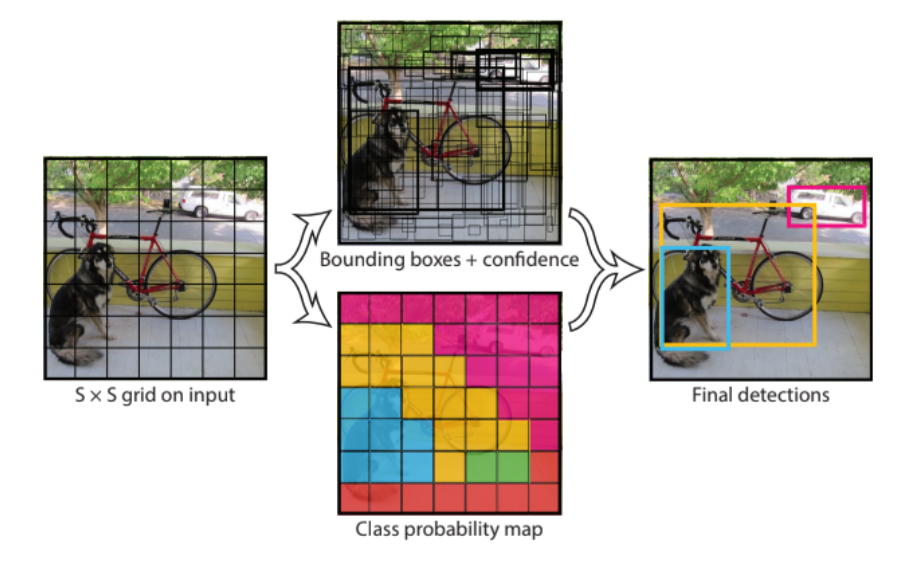 S × S grid on input
Bounding boxes + confidence
Class probability map
Final detections